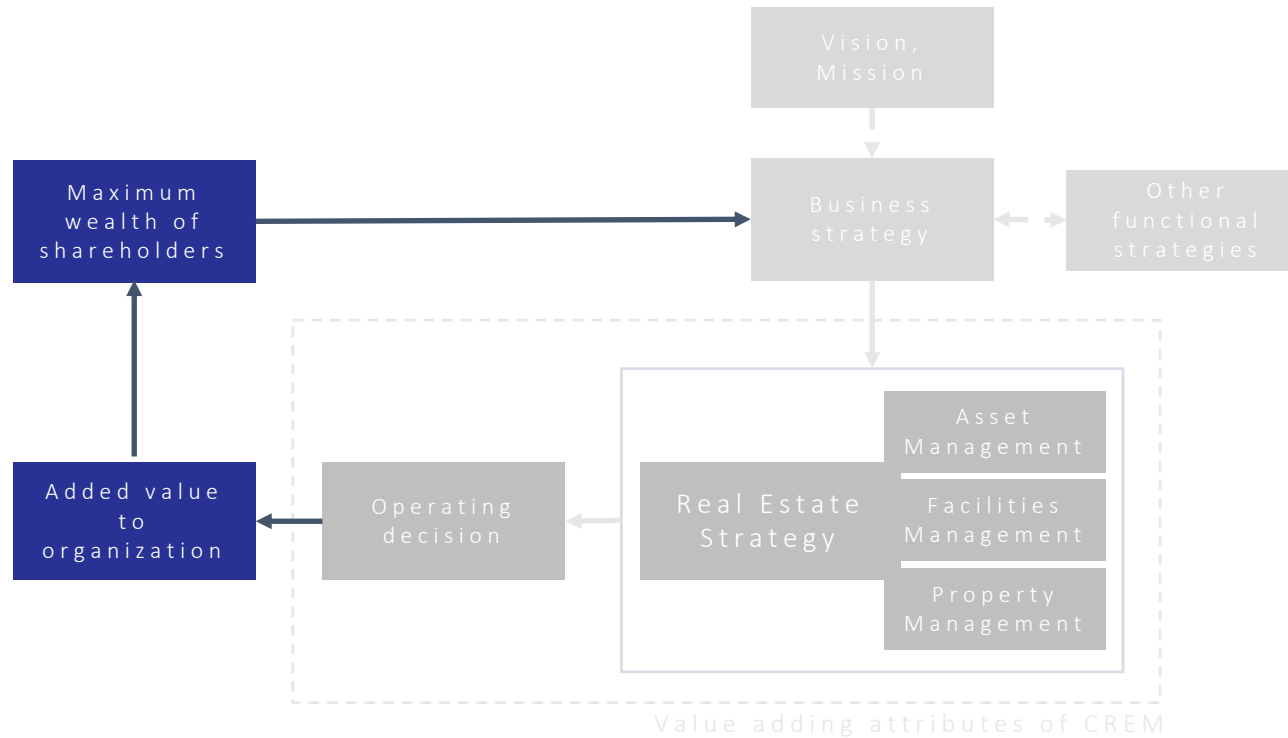 Vision,
Mission
Maximum
wealth of
shareholders
Business
strategy
Other
functional
strategies
Asset
Management
Added value
to
organization
Operating
decision
Real Estate
Strategy
Facilities
Management
Property
Management
Value adding attributes of CREM